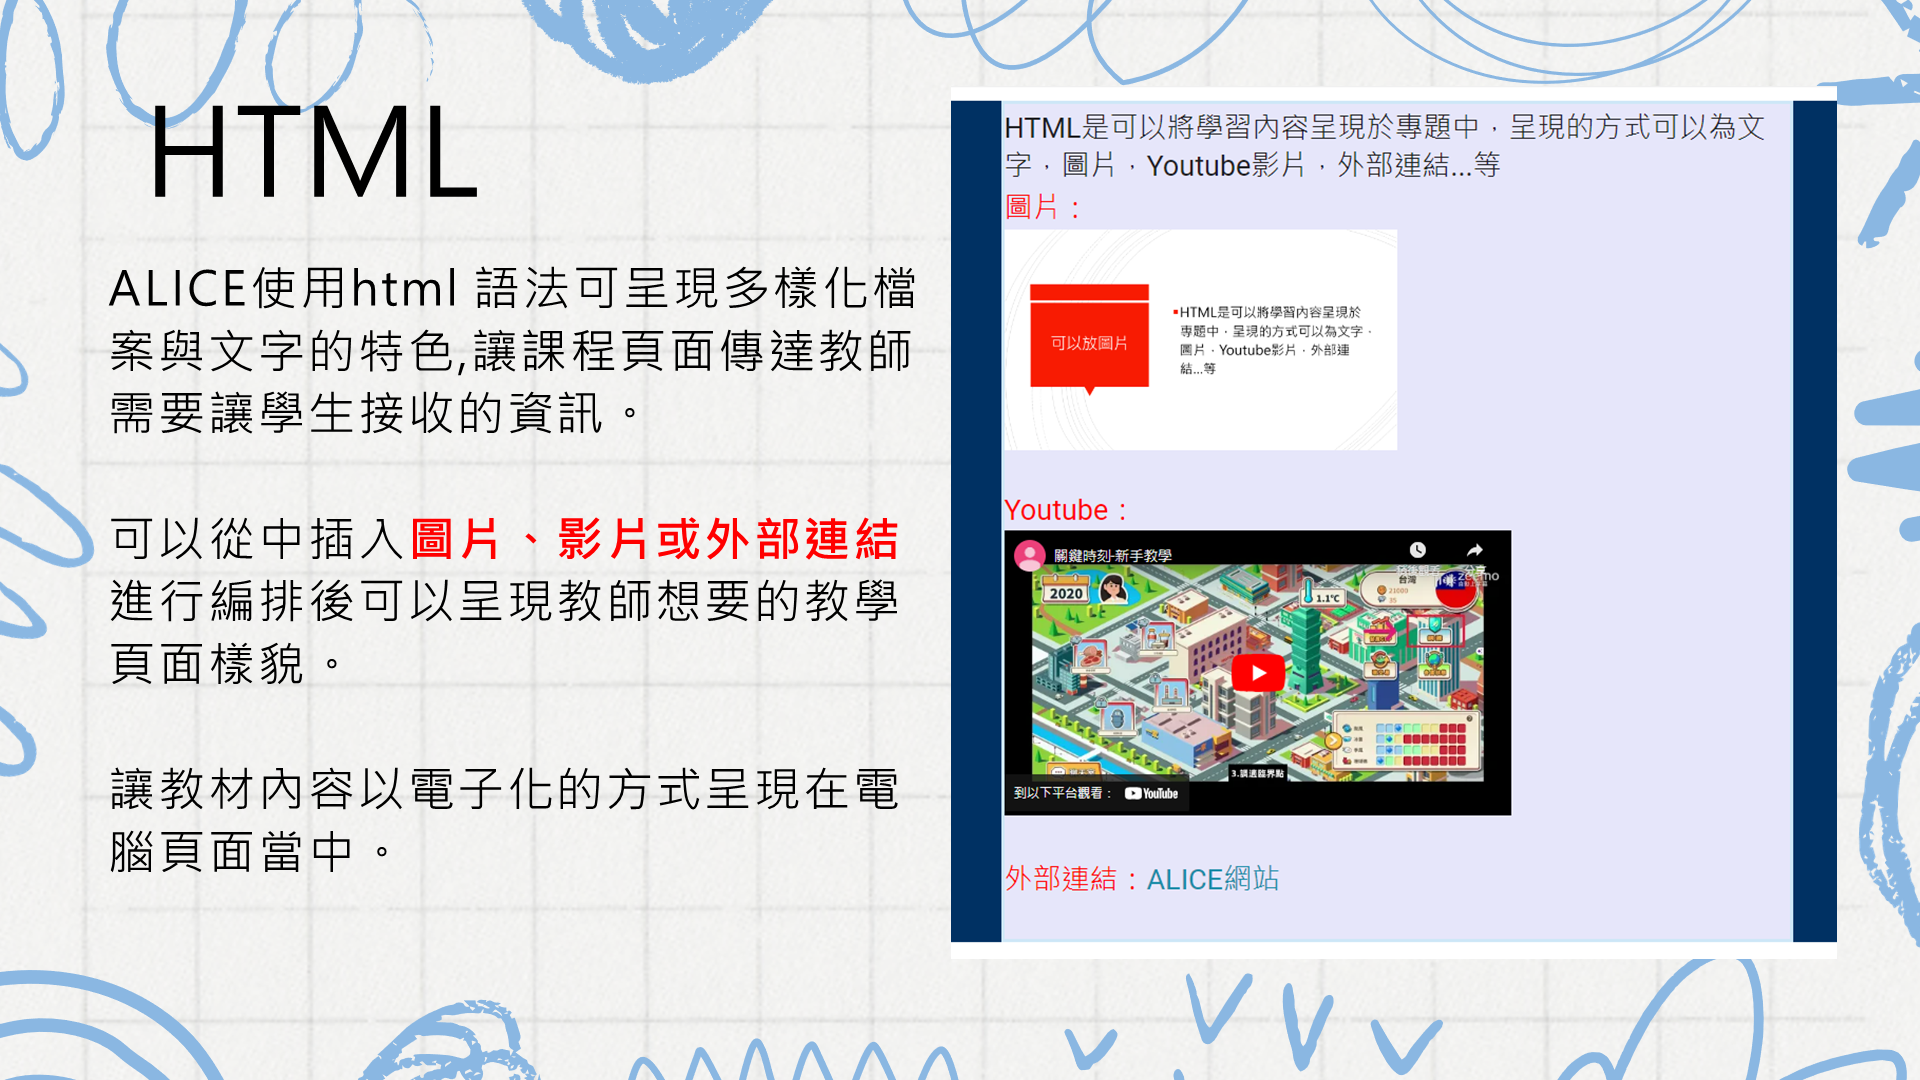 HTML
ALICE使用html 語法可呈現多樣化檔
案與文字的特色,讓課程頁面傳達教師
需要讓學生接收的資訊。
可以從中插入圖片、影片或外部連結
進行編排後可以呈現教師想要的教學
頁面樣貌。
讓教材內容以電子化的方式呈現在電
腦頁面當中。
HTML是可以將學習內容呈現於專題中，呈現的方式可以為文
字，圖片，Youtube影片，外部連結...等
圖片：
可以放圖片
▪HTML是可以將學習內容呈現於
專題中，呈現的方式可以為文字，
圖片，Youtube影片，外部連
結...等
Youtube：
關鍵時刻-新手教學
分享
台灣
zeemo
2020
1.1°C
21000
35
3.調適臨界點
到以下平台觀看： YouTube
外部連結：ALICE網站